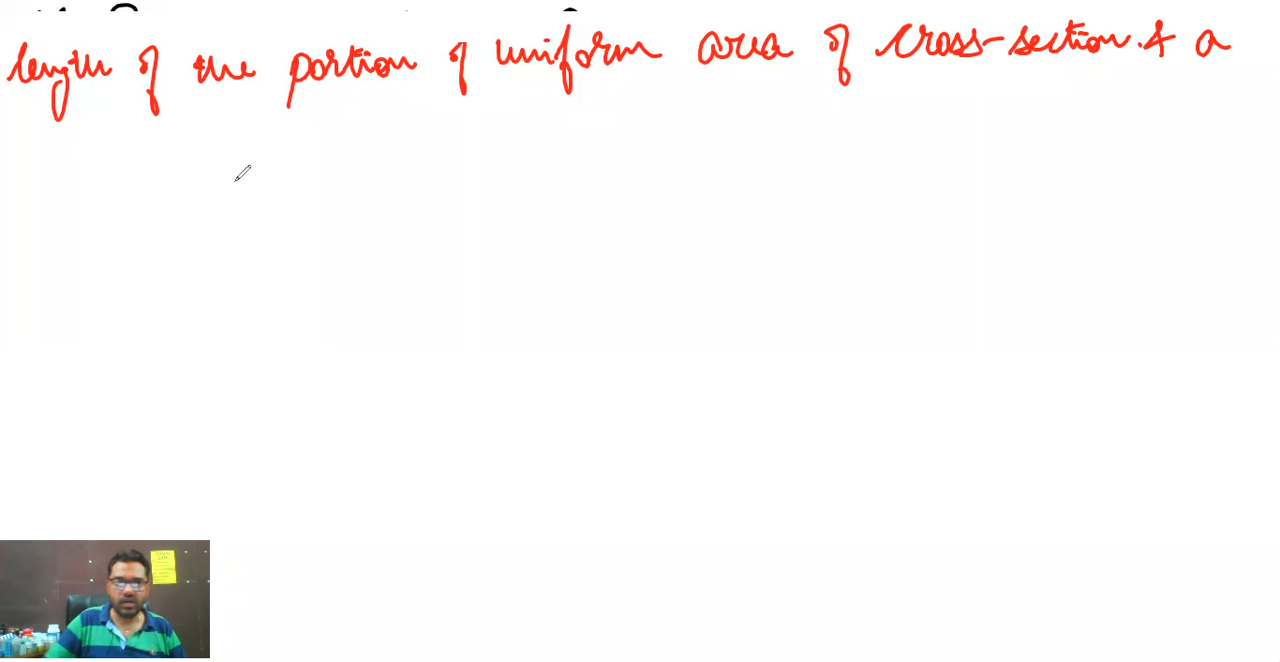 length of the portion of uniform area of cross-section. & a